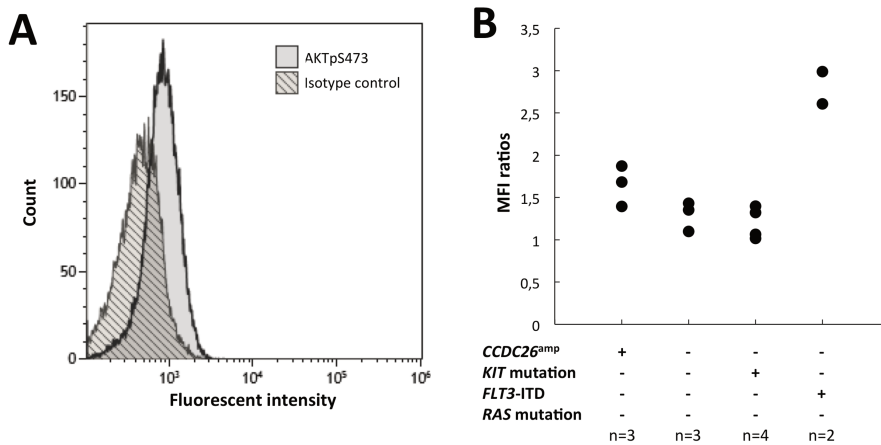 A
AKTpS473
Isotype control
150
100
50
0
Count
10³ 10⁴ 10⁵ 10⁶
Fluorescent intensity
B
3,5
3
2,5
2
1,5
1
0,5
0
MFI ratios
CCDC26ᵃᵐᵖ + - - -
KIT mutation - - + -
FLT3-ITD - - - +
RAS mutation - - - -
n=3 n=3 n=4 n=2